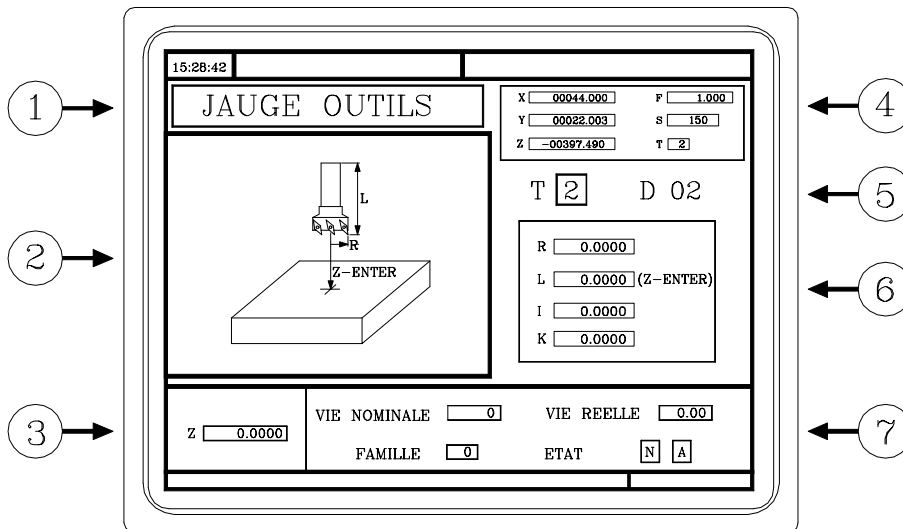 15:28:42
1
JAUGE OUTILS
X 00044.000 F 1.000
Y 00022.003 S 150
Z -00397.490 T 2
4
T 2 D 02
5
L
R
Z-ENTER
2
R 0.0000
L 0.0000 (Z-ENTER)
I 0.0000
K 0.0000
6
3
Z 0.0000
VIE NOMINALE 0 VIE REELLE 0.00
FAMILLE 0 ETAT N A
7